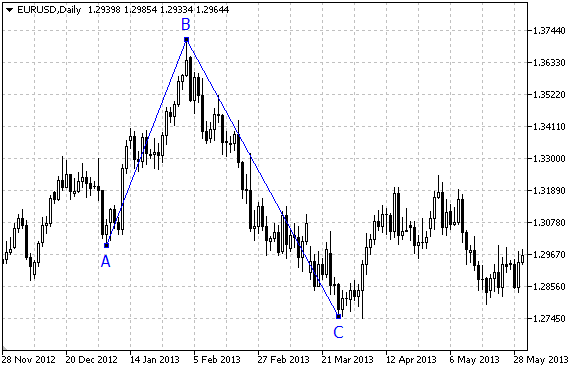 EURUSD,Daily 1.29398 1.29854 1.29334 1.29644
B
1.37440
1.36330
1.35220
1.34110
1.33000
1.31890
1.30780
A
1.29670
1.28560
1.27450
C
28 Nov 2012 20 Dec 2012 14 Jan 2013 5 Feb 2013 27 Feb 2013 21 Mar 2013 12 Apr 2013 6 May 2013 28 May 2013